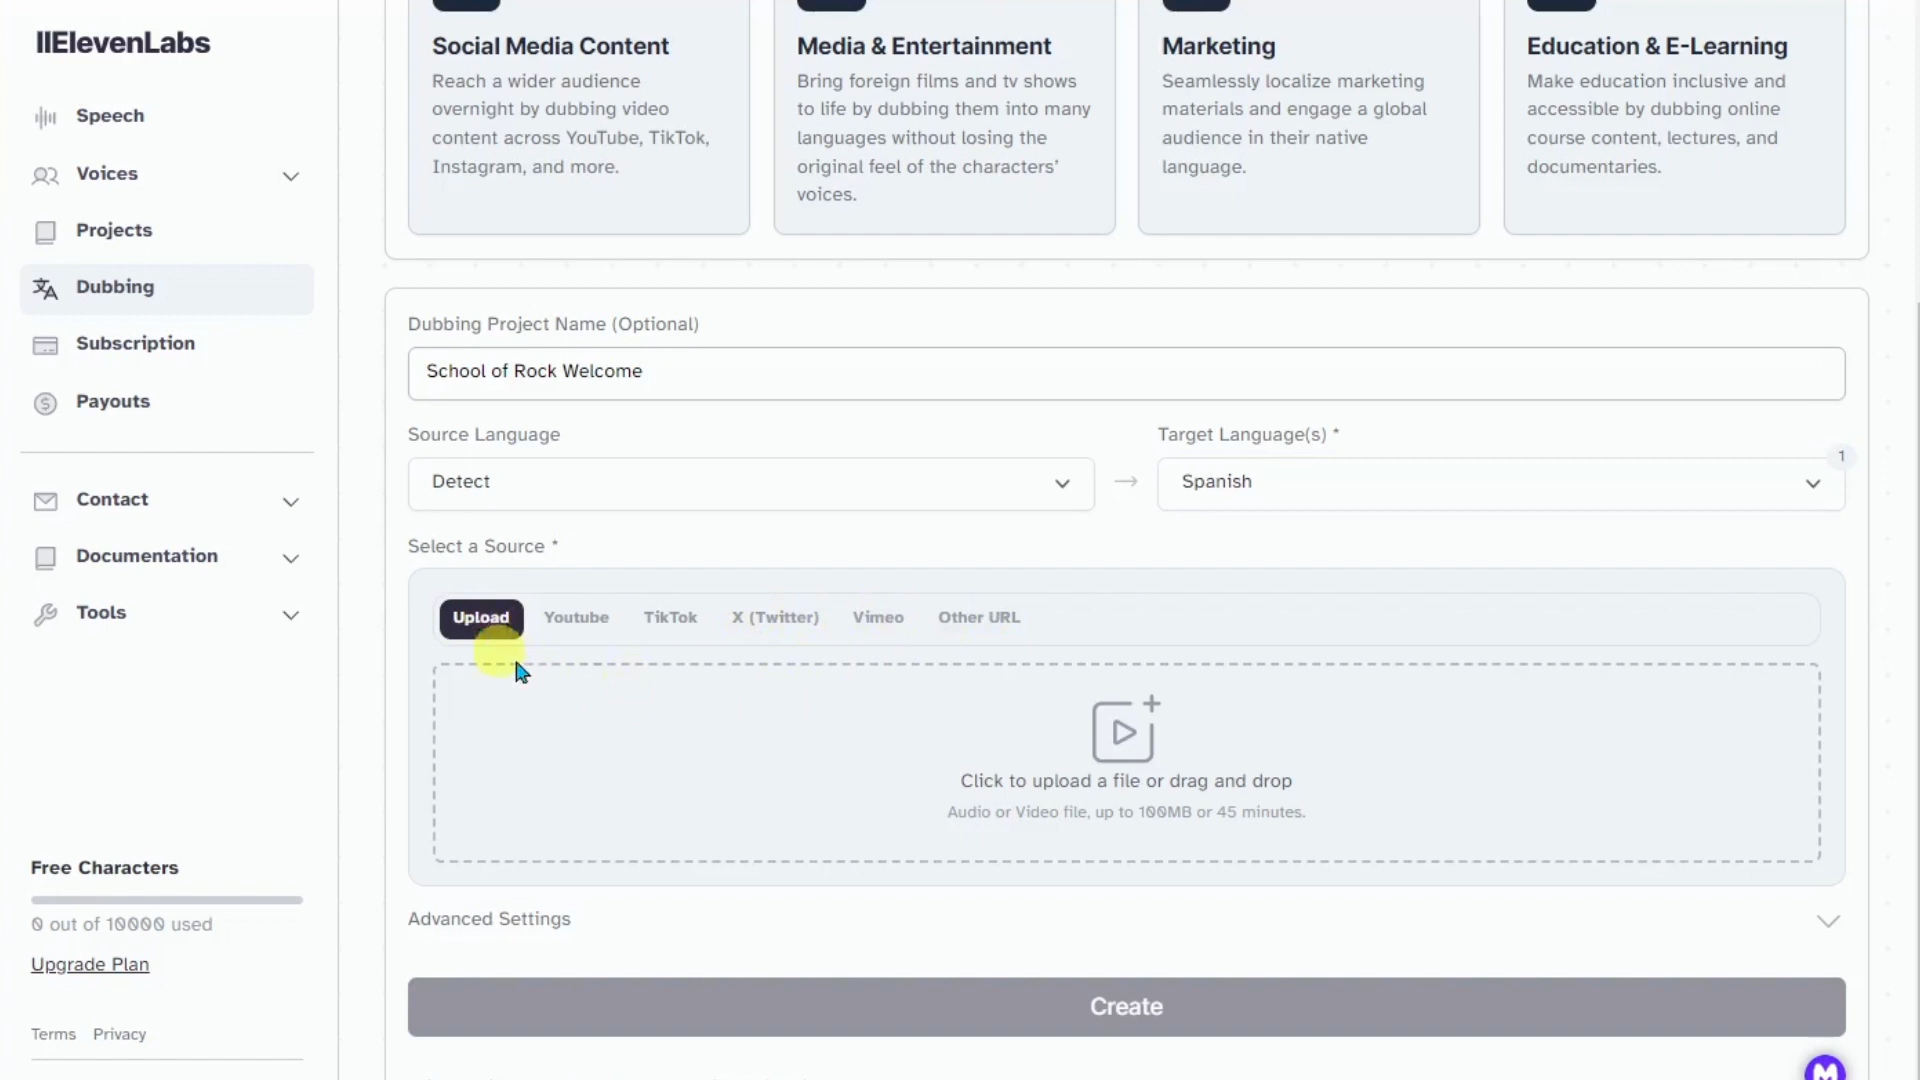 IIElevenLabs
Speech
Voices
Projects
Dubbing
Subscription
Payouts
Contact
Documentation
Tools
Free Characters
0 out of 10000 used
Upgrade Plan
Terms Privacy
Social Media Content
Reach a wider audience
overnight by dubbing video
content across YouTube, TikTok,
Instagram, and more.
Media & Entertainment
Bring foreign films and tv shows
to life by dubbing them into many
languages without losing the
original feel of the characters’
voices.
Marketing
Seamlessly localize marketing
materials and engage a global
audience in their native
language.
Education & E-Learning
Make education inclusive and
accessible by dubbing online
course content, lectures, and
documentaries.
Dubbing Project Name (Optional)
School of Rock Welcome
Source Language
Detect
Target Language(s) *
1
Spanish
Select a Source *
Upload Youtube TikTok X (Twitter) Vimeo Other URL
Click to upload a file or drag and drop
Audio or Video file, up to 100MB or 45 minutes.
Advanced Settings
Create